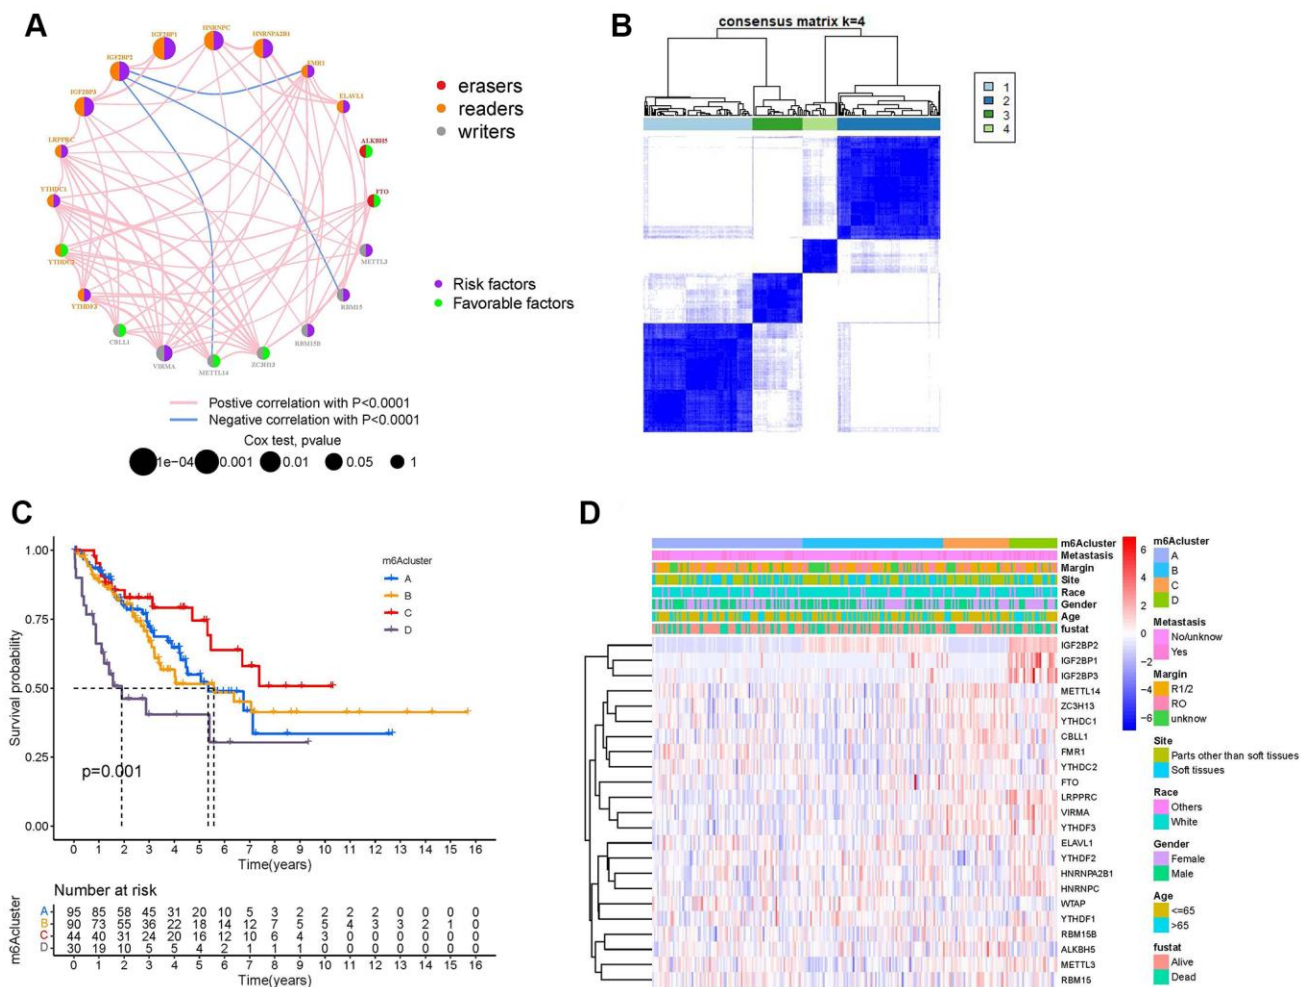 A
IGF2BP1
HNRNPC
HNRNPA2B1
IGF2BP2
FMR1
IGF2BP3
ELAVL1
LRPPRC
ALKBH5
YTHDC1
FTO
YTHDC2
METTL3
YTHDF3
RBM15
CBLL1
RBM15B
VIRMA
METTL14
ZC3H13
erasers
readers
writers
Risk factors
Favorable factors
Postive correlation with P<0.0001
Negative correlation with P<0.0001
Cox test, pvalue
1e-04 0.001 0.01 0.05 1
B
consensus matrix k=4
1
2
3
4
C
m6Acluster
A
B
C
D
Survival probability
1.00
0.75
0.50
0.25
0.00
p=0.001
0 1 2 3 4 5 6 7 8 9 10 11 12 13 14 15 16
Time(years)
Number at risk
m6Acluster
A 95 85 58 45 31 20 10 5 3 2 2 2 2 0 0 0 0
B 90 73 55 36 22 18 14 12 7 5 5 4 3 3 2 1 0
C 44 40 31 24 20 16 12 10 6 4 3 0 0 0 0 0 0
D 30 19 10 5 5 4 2 1 1 1 0 0 0 0 0 0 0
0 1 2 3 4 5 6 7 8 9 10 11 12 13 14 15 16
Time(years)
D
m6Acluster
Metastasis
Margin
Site
Race
Gender
Age
fustat
IGF2BP2
IGF2BP1
IGF2BP3
METTL14
ZC3H13
YTHDC1
CBLL1
FMR1
YTHDC2
FTO
LRPPRC
VIRMA
YTHDF3
ELAVL1
YTHDF2
HNRNPA2B1
HNRNPC
WTAP
YTHDF1
RBM15B
ALKBH5
METTL3
RBM15
6
4
2
0
−2
−4
−6
m6Acluster
A
B
C
D
Metastasis
No/unknow
Yes
Margin
R1/2
RO
unknow
Site
Parts other than soft tissues
Soft tissues
Race
Others
White
Gender
Female
Male
Age
<=65
>65
fustat
Alive
Dead